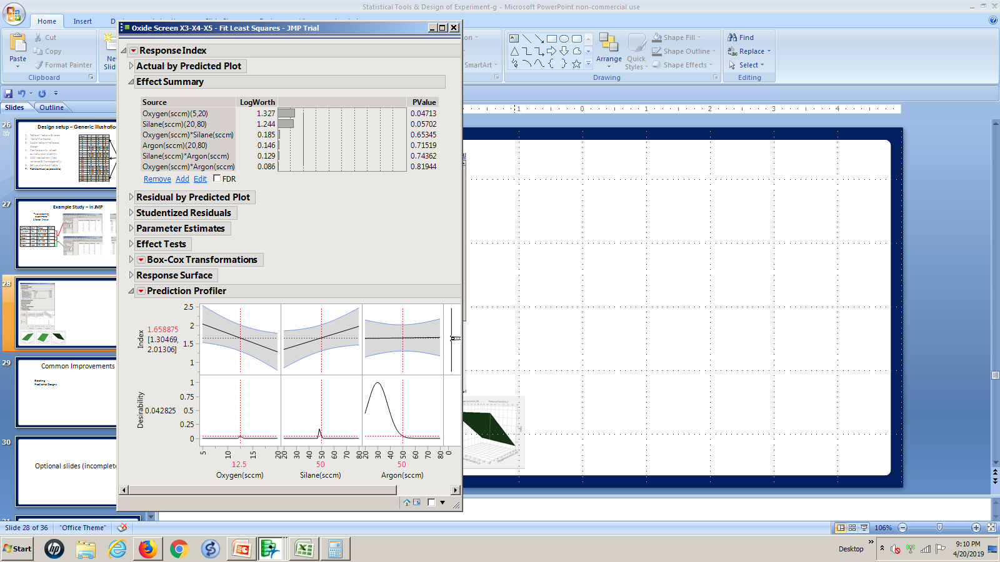 Statistical Tools & Design of Experiment-g - Microsoft PowerPoint non-commercial use
Home
Insert
Paste
Cut
Copy
Format Painter
Clipboard
SmartArt
Arrange
Quick
Styles
Shape Fill
Shape Outline
Shape Effects
Drawing
Find
Replace
Select
Editing
Slides
Outline
26
Design setup – Generic illustration
27
Example Study – in JMP
28
29
Common Improvements
Blocking
Fractional Designs
30
Optional slides (incomplete
Oxide Screen X3-X4-X5 - Fit Least Squares - JMP Trial
Response Index
Actual by Predicted Plot
Effect Summary
Source LogWorth PValue
Oxygen(sccm)(5,20) 1.327 0.04713
Silane(sccm)(20,80) 1.244 0.05702
Oxygen(sccm)*Silane(sccm) 0.185 0.65345
Argon(sccm)(20,80) 0.146 0.71519
Silane(sccm)*Argon(sccm) 0.129 0.74362
Oxygen(sccm)*Argon(sccm) 0.086 0.81944
Remove Add Edit FDR
Residual by Predicted Plot
Studentized Residuals
Parameter Estimates
Effect Tests
Box-Cox Transformations
Response Surface
Prediction Profiler
Index
1.658875
[1.30469,
2.01306]
2.5
2
1.5
1
Desirability
0.042825
1
0.75
0.5
0.25
0
5 10 15 20
20 30 40 50 60 70 80
20 30 40 50 60 70 80
0
12.5 50 50
Oxygen(sccm) Silane(sccm) Argon(sccm)
1 0 1 2 3 4
Slide 28 of 36
"Office Theme"
106%
Start
Desktop
9:10 PM
4/20/2019